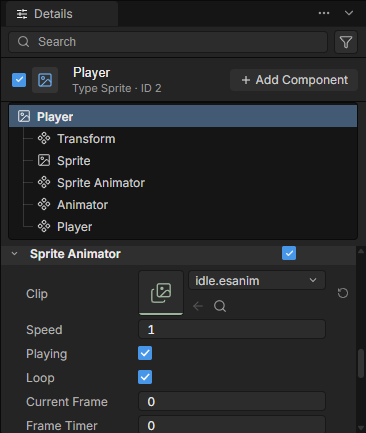 Details
Search
Player
Type Sprite · ID 2
+ Add Component
Player
Transform
Sprite
Sprite Animator
Animator
Player
Sprite Animator
Clip
idle.esanim
Speed
1
Playing
Loop
Current Frame
0
Frame Timer
0